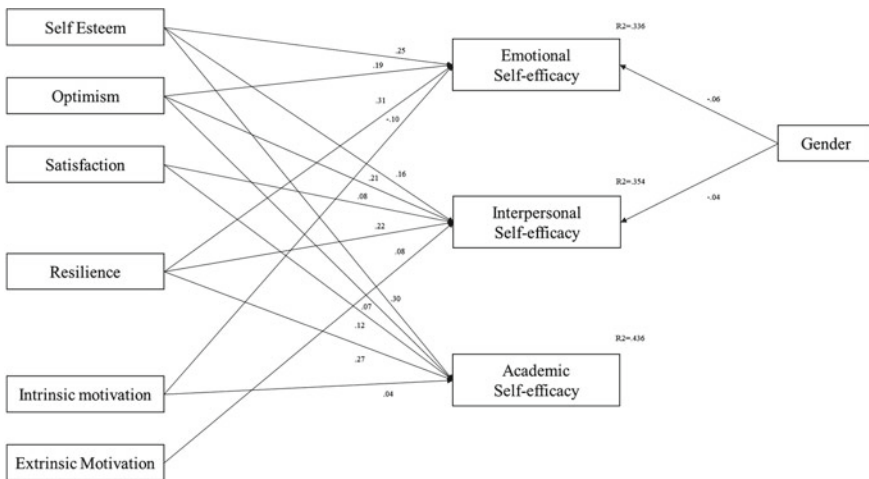 Self Esteem
Optimism
Satisfaction
Resilience
Intrinsic motivation
Extrinsic Motivation
.25
.19
.31
-.10
.16
.21
.08
.22
.08
.30
.07
.12
.27
.04
R2=.336
Emotional
Self-efficacy
R2=.354
Interpersonal
Self-efficacy
R2=.436
Academic
Self-efficacy
-.06
-.04
Gender